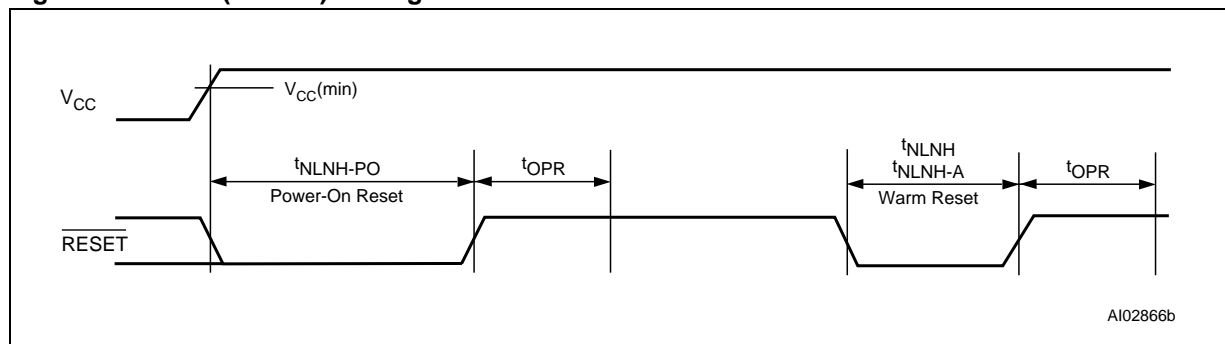 V_CC
V_CC(min)
t_NLNH-PO
Power-On Reset
t_OPR
t_NLNH
t_NLNH-A
Warm Reset
t_OPR
RESET
AI02866b